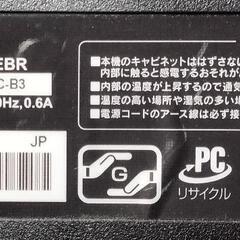 EBR
C-B3
0Hz,0.6A
JP
■本機のキャビネットははずさない
内部に触ると感電するおそれが
■内部の温度が上昇するので通気
■温度の高い場所や湿気の多い場
■電源コードのアース線は必ず接
G
PC
リサイクル